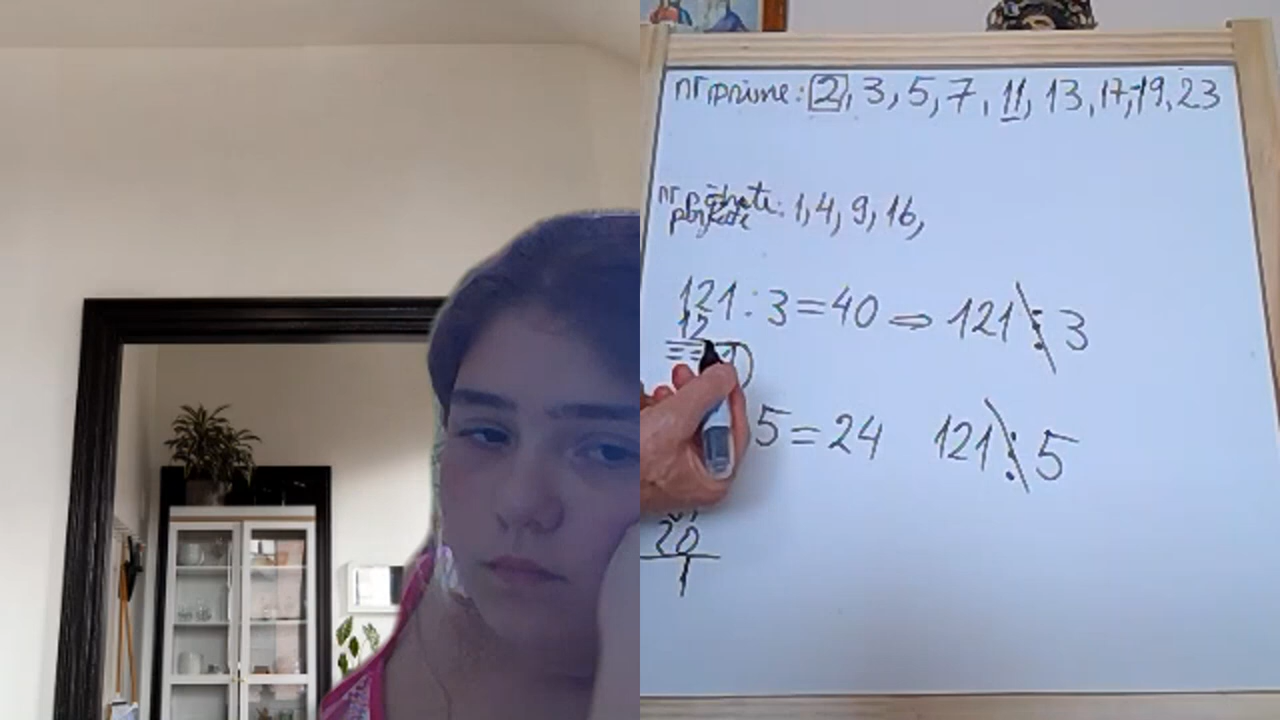 nr prime: 2, 3, 5, 7, 11, 13, 17, 19, 23
nr pătrate: 1, 4, 9, 16,
121 : 3 = 40 ⇒ 121 ⋮̸ 3
12
5 = 24 121 ⋮̸ 5
20
1